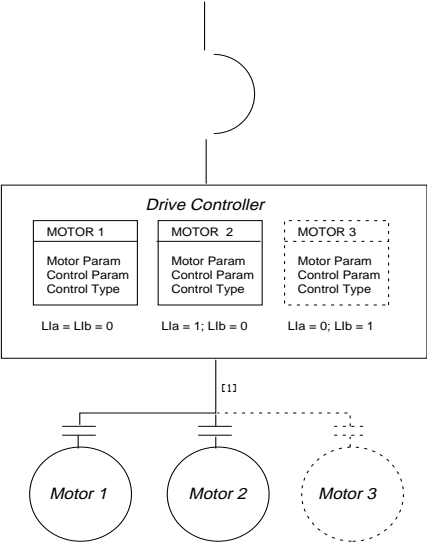 Drive Controller
MOTOR 1
MOTOR 2
MOTOR 3
Motor Param
Control Param
Control Type
Motor Param
Control Param
Control Type
Motor Param
Control Param
Control Type
LIa = LIb = 0
LIa = 1; LIb = 0
LIa = 0; LIb = 1
[1]
Motor 1
Motor 2
Motor 3